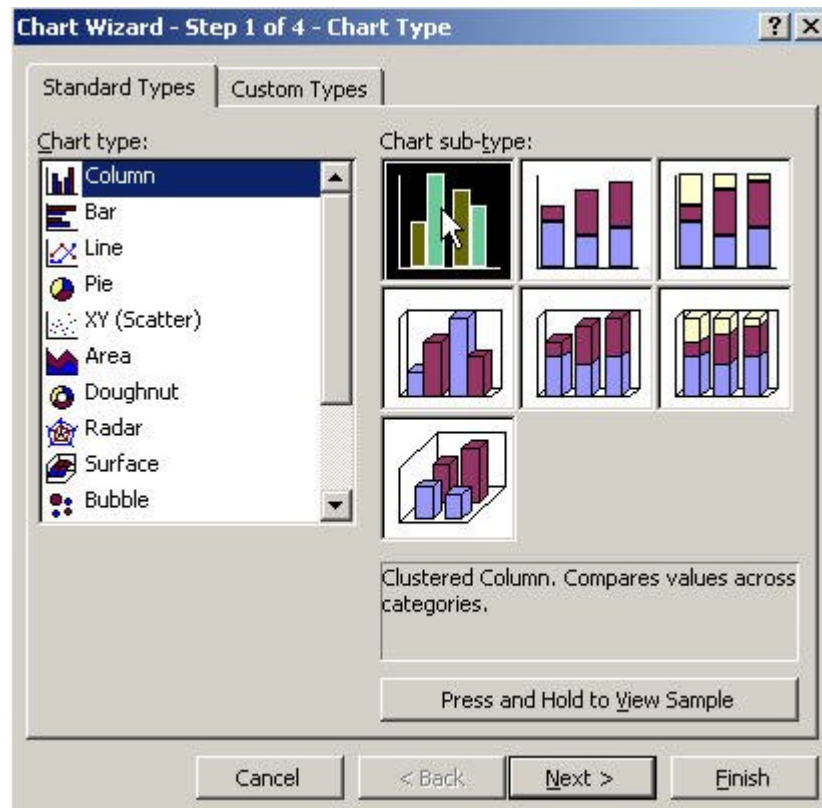 Chart Wizard - Step 1 of 4 - Chart Type
Standard Types
Custom Types
Chart type:
Column
Bar
Line
Pie
XY (Scatter)
Area
Doughnut
Radar
Surface
Bubble
Chart sub-type:
Clustered Column. Compares values across
categories.
Press and Hold to View Sample
Cancel
< Back
Next >
Finish